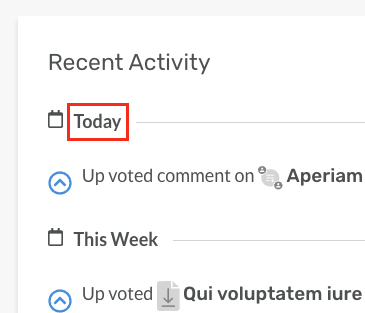 Recent Activity
Today
Up voted comment on Aperiam
This Week
Up voted Qui voluptatem iure